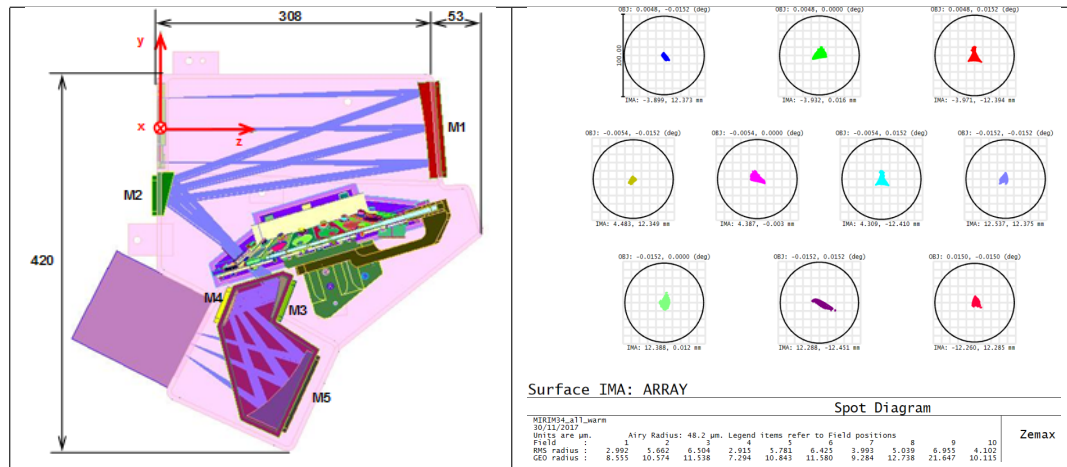 308
53
y
x
z
M1
M2
420
M4
M3
M5
OBJ: 0.0048, -0.0152 (deg)
OBJ: 0.0048, 0.0000 (deg)
OBJ: 0.0048, 0.0152 (deg)
100.00
IMA: -3.899, 12.373 mm
IMA: -3.932, 0.016 mm
IMA: -3.971, -12.394 mm
OBJ: -0.0054, -0.0152 (deg)
OBJ: -0.0054, 0.0000 (deg)
OBJ: -0.0054, 0.0152 (deg)
OBJ: -0.0152, -0.0152 (deg)
IMA: 4.483, 12.349 mm
IMA: 4.387, -0.003 mm
IMA: 4.309, -12.410 mm
IMA: 12.537, 12.375 mm
OBJ: -0.0152, 0.0000 (deg)
OBJ: -0.0152, 0.0152 (deg)
OBJ: 0.0150, -0.0150 (deg)
IMA: 12.388, 0.012 mm
IMA: 12.288, -12.451 mm
IMA: -12.260, 12.285 mm
Surface IMA: ARRAY
Spot Diagram
MIRIM34_all_warm
30/11/2017
Units are µm. Airy Radius: 48.2 µm. Legend items refer to Field positions
Field : 1 2 3 4 5 6 7 8 9 10
RMS radius : 2.992 5.662 6.504 2.915 5.781 6.425 3.993 5.039 6.955 4.102
GEO radius : 8.555 10.574 11.538 7.294 10.843 11.580 9.284 12.738 21.647 10.115
Zemax